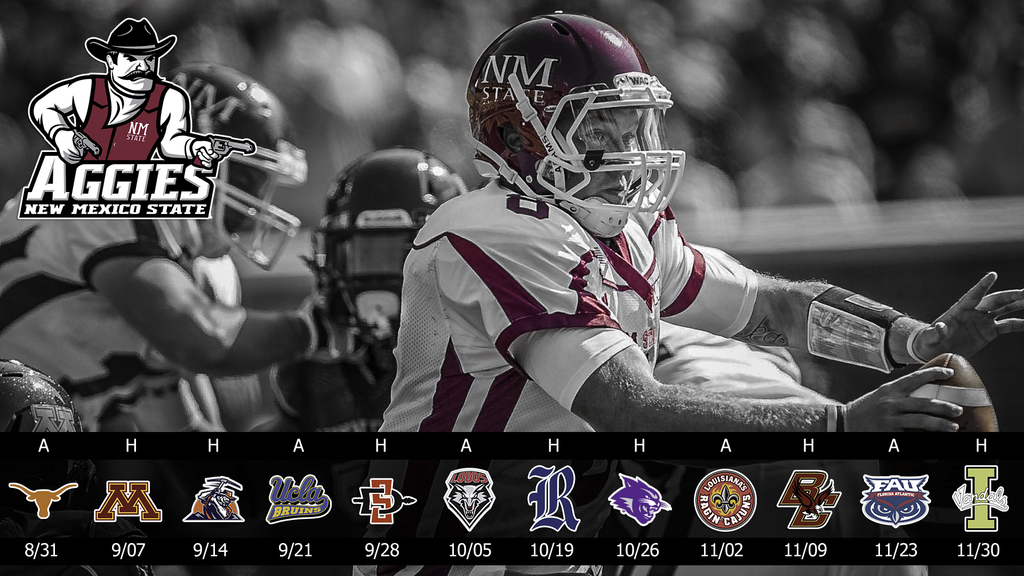 NM
STATE
AGGIES
NEW MEXICO STATE
NM
NM
STATE
WAC
A H H A H A H H A H A H
M UCLA BRUINS S E LOBOS R LOUISIANA'S RAGIN' CAJUNS BC FAU FLORIDA ATLANTIC I Vandals
8/31 9/07 9/14 9/21 9/28 10/05 10/19 10/26 11/02 11/09 11/23 11/30